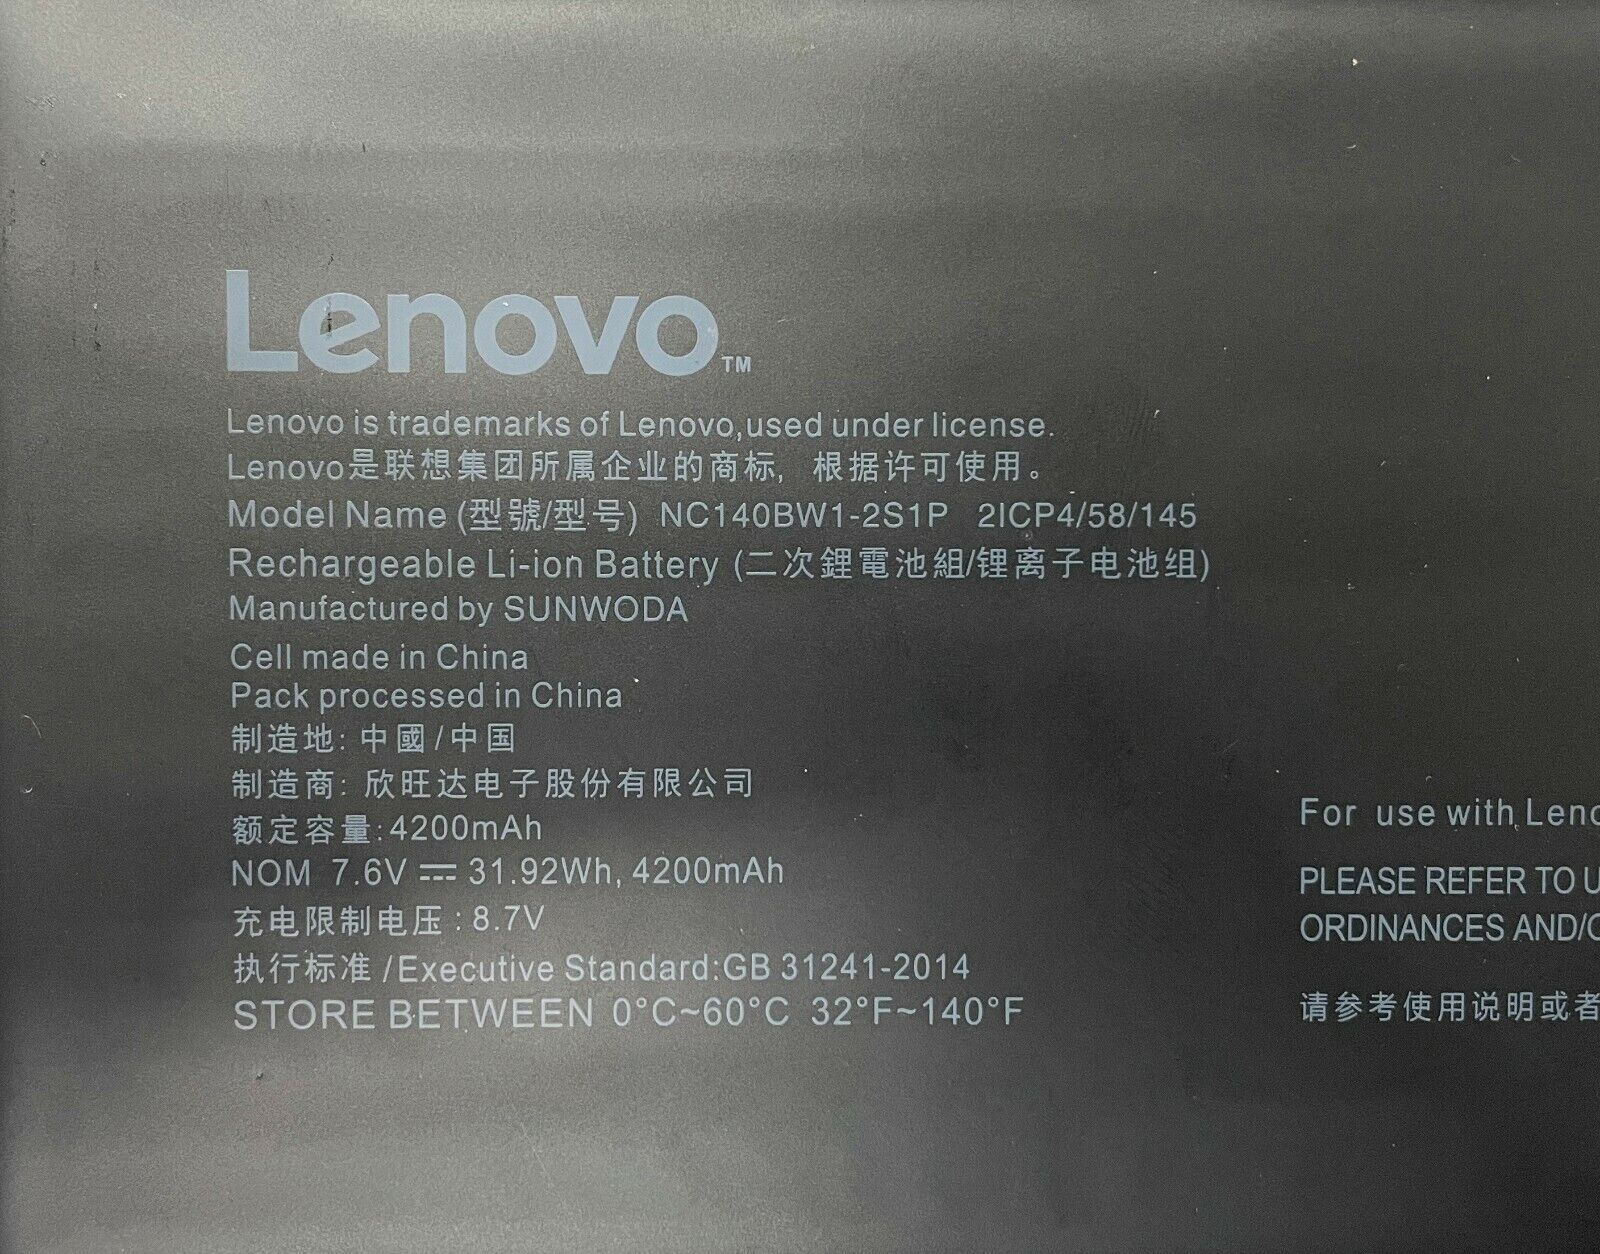 Lenovo™
Lenovo is trademarks of Lenovo,used under license.
Lenovo是联想集团所属企业的商标，根据许可使用。
Model Name (型號/型号) NC140BW1-2S1P 2ICP4/58/145
Rechargeable Li-ion Battery (二次鋰電池組/锂离子电池组)
Manufactured by SUNWODA
Cell made in China
Pack processed in China
制造地: 中國/中国
制造商: 欣旺达电子股份有限公司
额定容量:4200mAh
NOM 7.6V ⎓ 31.92Wh, 4200mAh
充电限制电压:8.7V
执行标准/Executive Standard:GB 31241-2014
STORE BETWEEN 0°C~60°C 32°F~140°F
For use with Leno
PLEASE REFER TO U
ORDINANCES AND/O
请参考使用说明或者